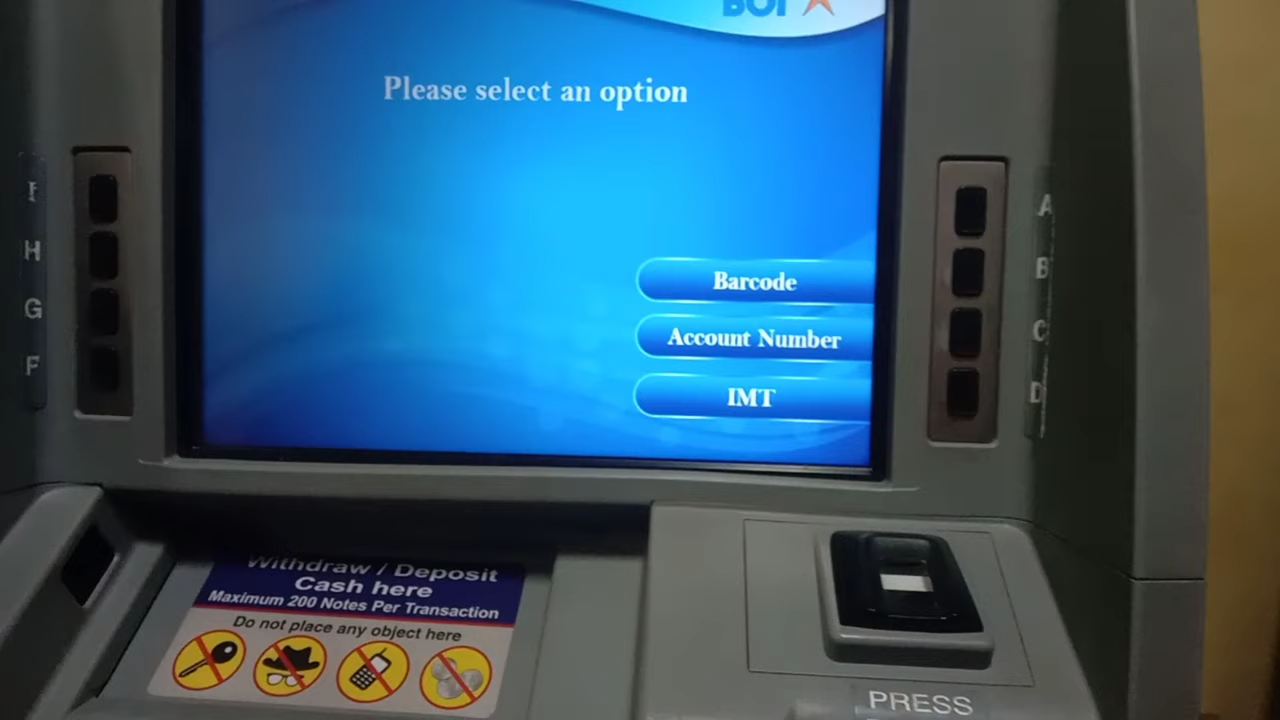 BOI
Please select an option
Barcode
Account Number
IMT
I
H
G
F
A
B
C
D
Withdraw / Deposit
Cash here
Maximum 200 Notes Per Transaction
Do not place any object here
PRESS